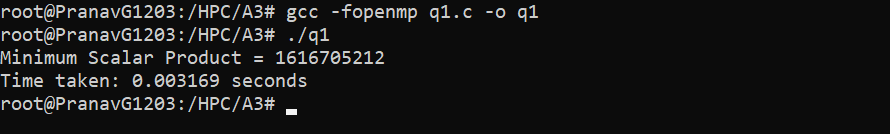 root@PranavG1203:/HPC/A3# gcc -fopenmp q1.c -o q1
root@PranavG1203:/HPC/A3# ./q1
Minimum Scalar Product = 1616705212
Time taken: 0.003169 seconds
root@PranavG1203:/HPC/A3#